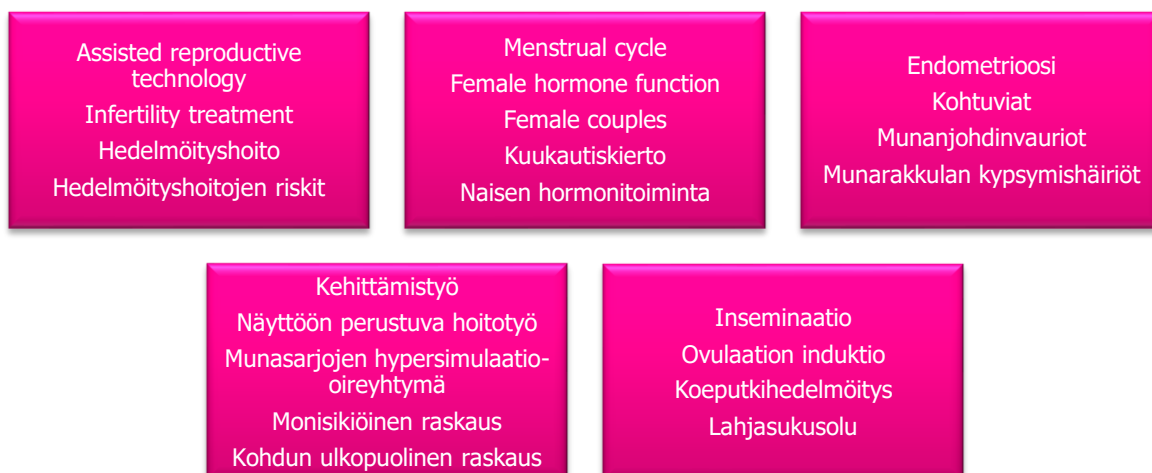 Assisted reproductive
technology
Infertility treatment
Hedelmöityshoito
Hedelmöityshoitojen riskit
Menstrual cycle
Female hormone function
Female couples
Kuukautiskierto
Naisen hormonitoiminta
Endometrioosi
Kohtuviat
Munanjohdinvauriot
Munarakkulan kypsymishäiriöt
Kehittämistyö
Näyttöön perustuva hoitotyö
Munasarjojen hypersimulaatio-
oireyhtymä
Monisikiöinen raskaus
Kohdun ulkopuolinen raskaus
Inseminaatio
Ovulaation induktio
Koeputkihedelmöitys
Lahjasukusolu